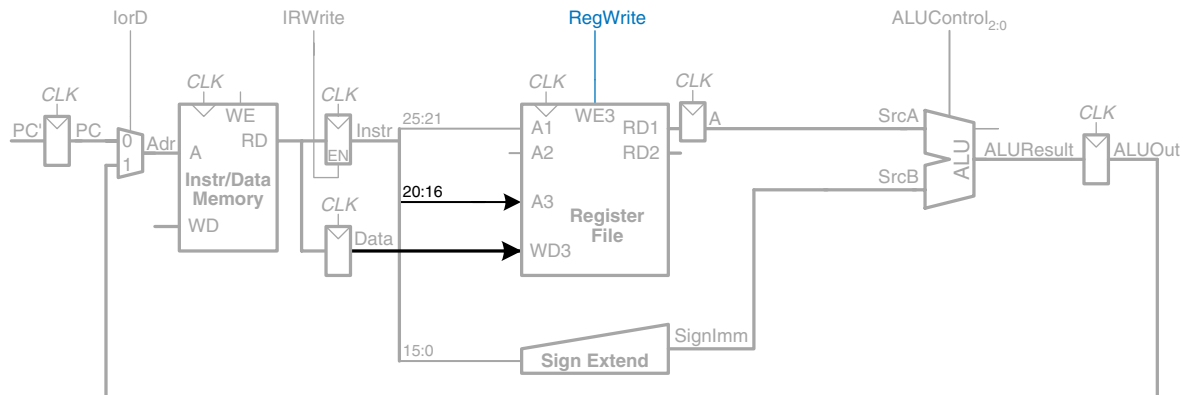 IorD IRWrite RegWrite ALUControl2:0
CLK CLK CLK CLK CLK CLK
PC' PC 0 1 Adr
WE
A RD
Instr/Data
Memory
WD
EN
Instr
CLK
Data
25:21
20:16
15:0
WE3
A1 RD1
A2 RD2
A3
Register
File
WD3
A
Sign Extend
SignImm
SrcA
SrcB
ALU
ALUResult
ALUOut